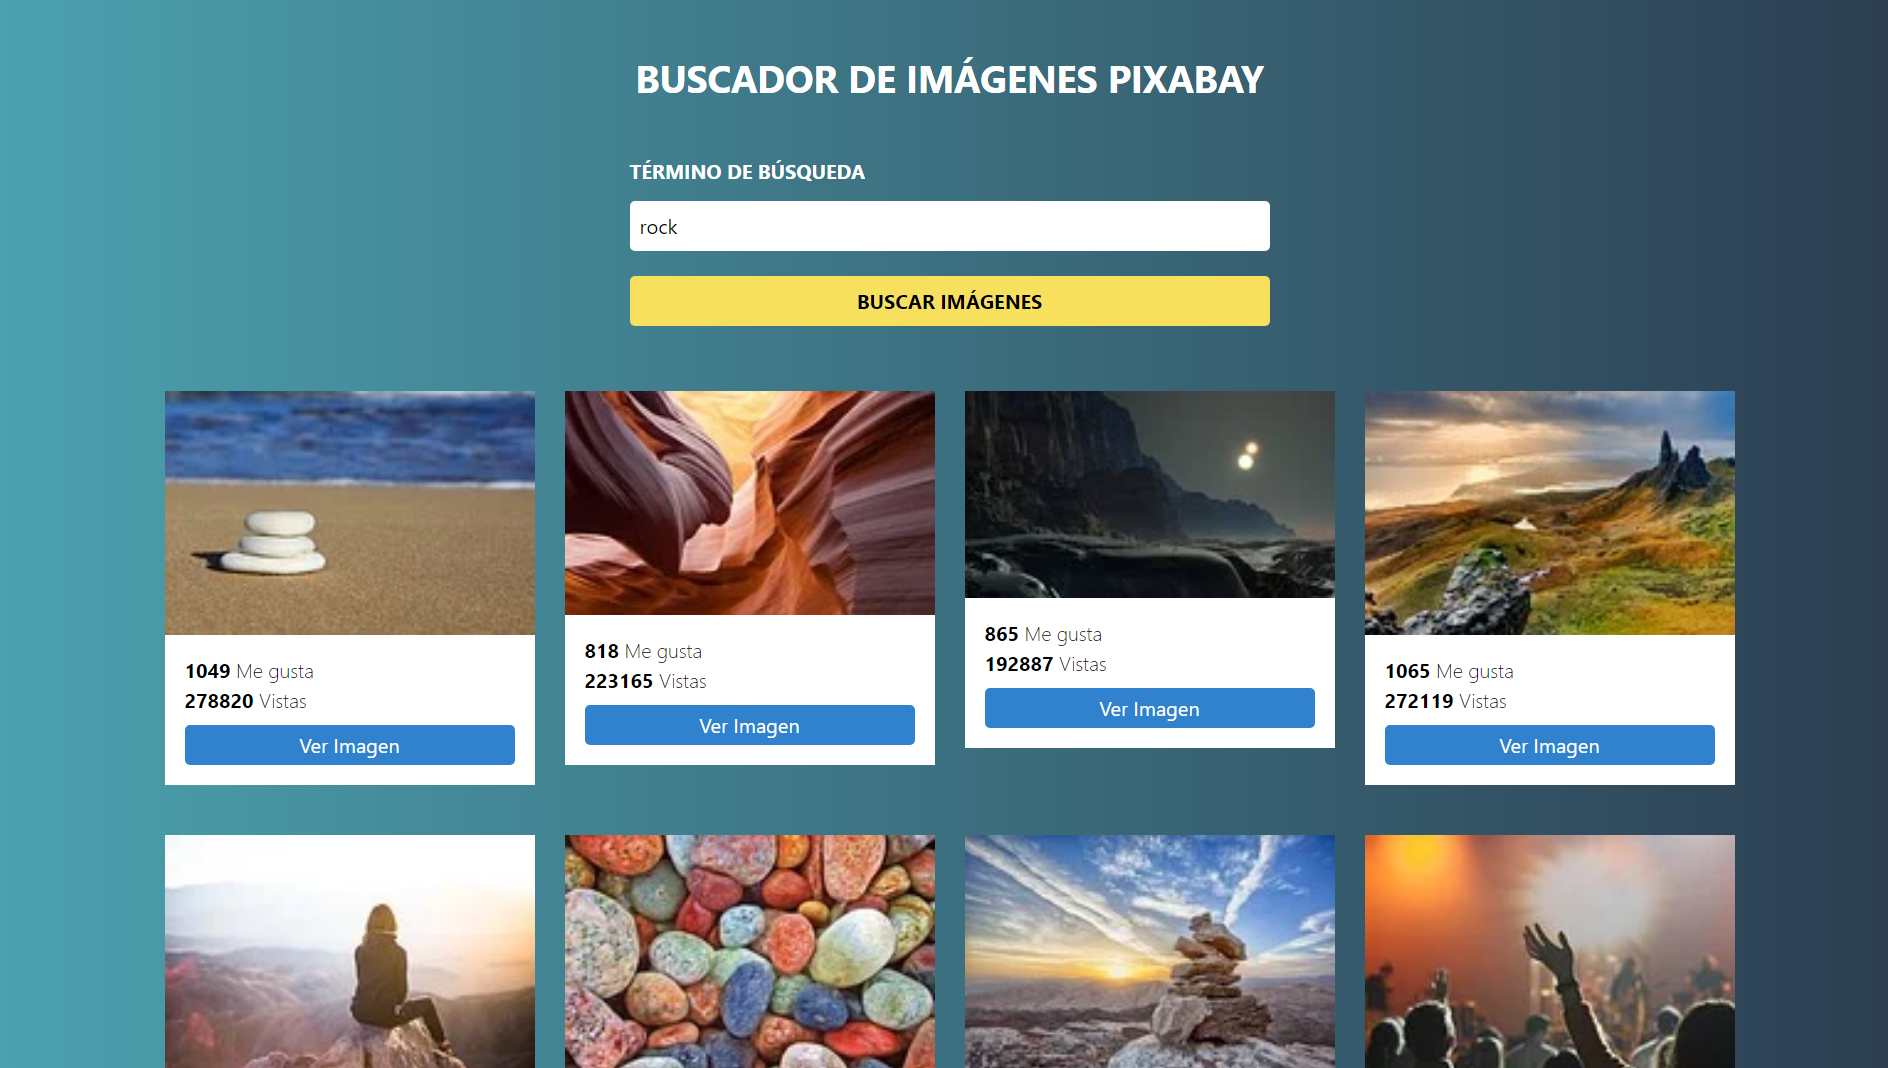 BUSCADOR DE IMÁGENES PIXABAY
TÉRMINO DE BÚSQUEDA
rock
BUSCAR IMÁGENES
1049 Me gusta
278820 Vistas
Ver Imagen
818 Me gusta
223165 Vistas
Ver Imagen
865 Me gusta
192887 Vistas
Ver Imagen
1065 Me gusta
272119 Vistas
Ver Imagen